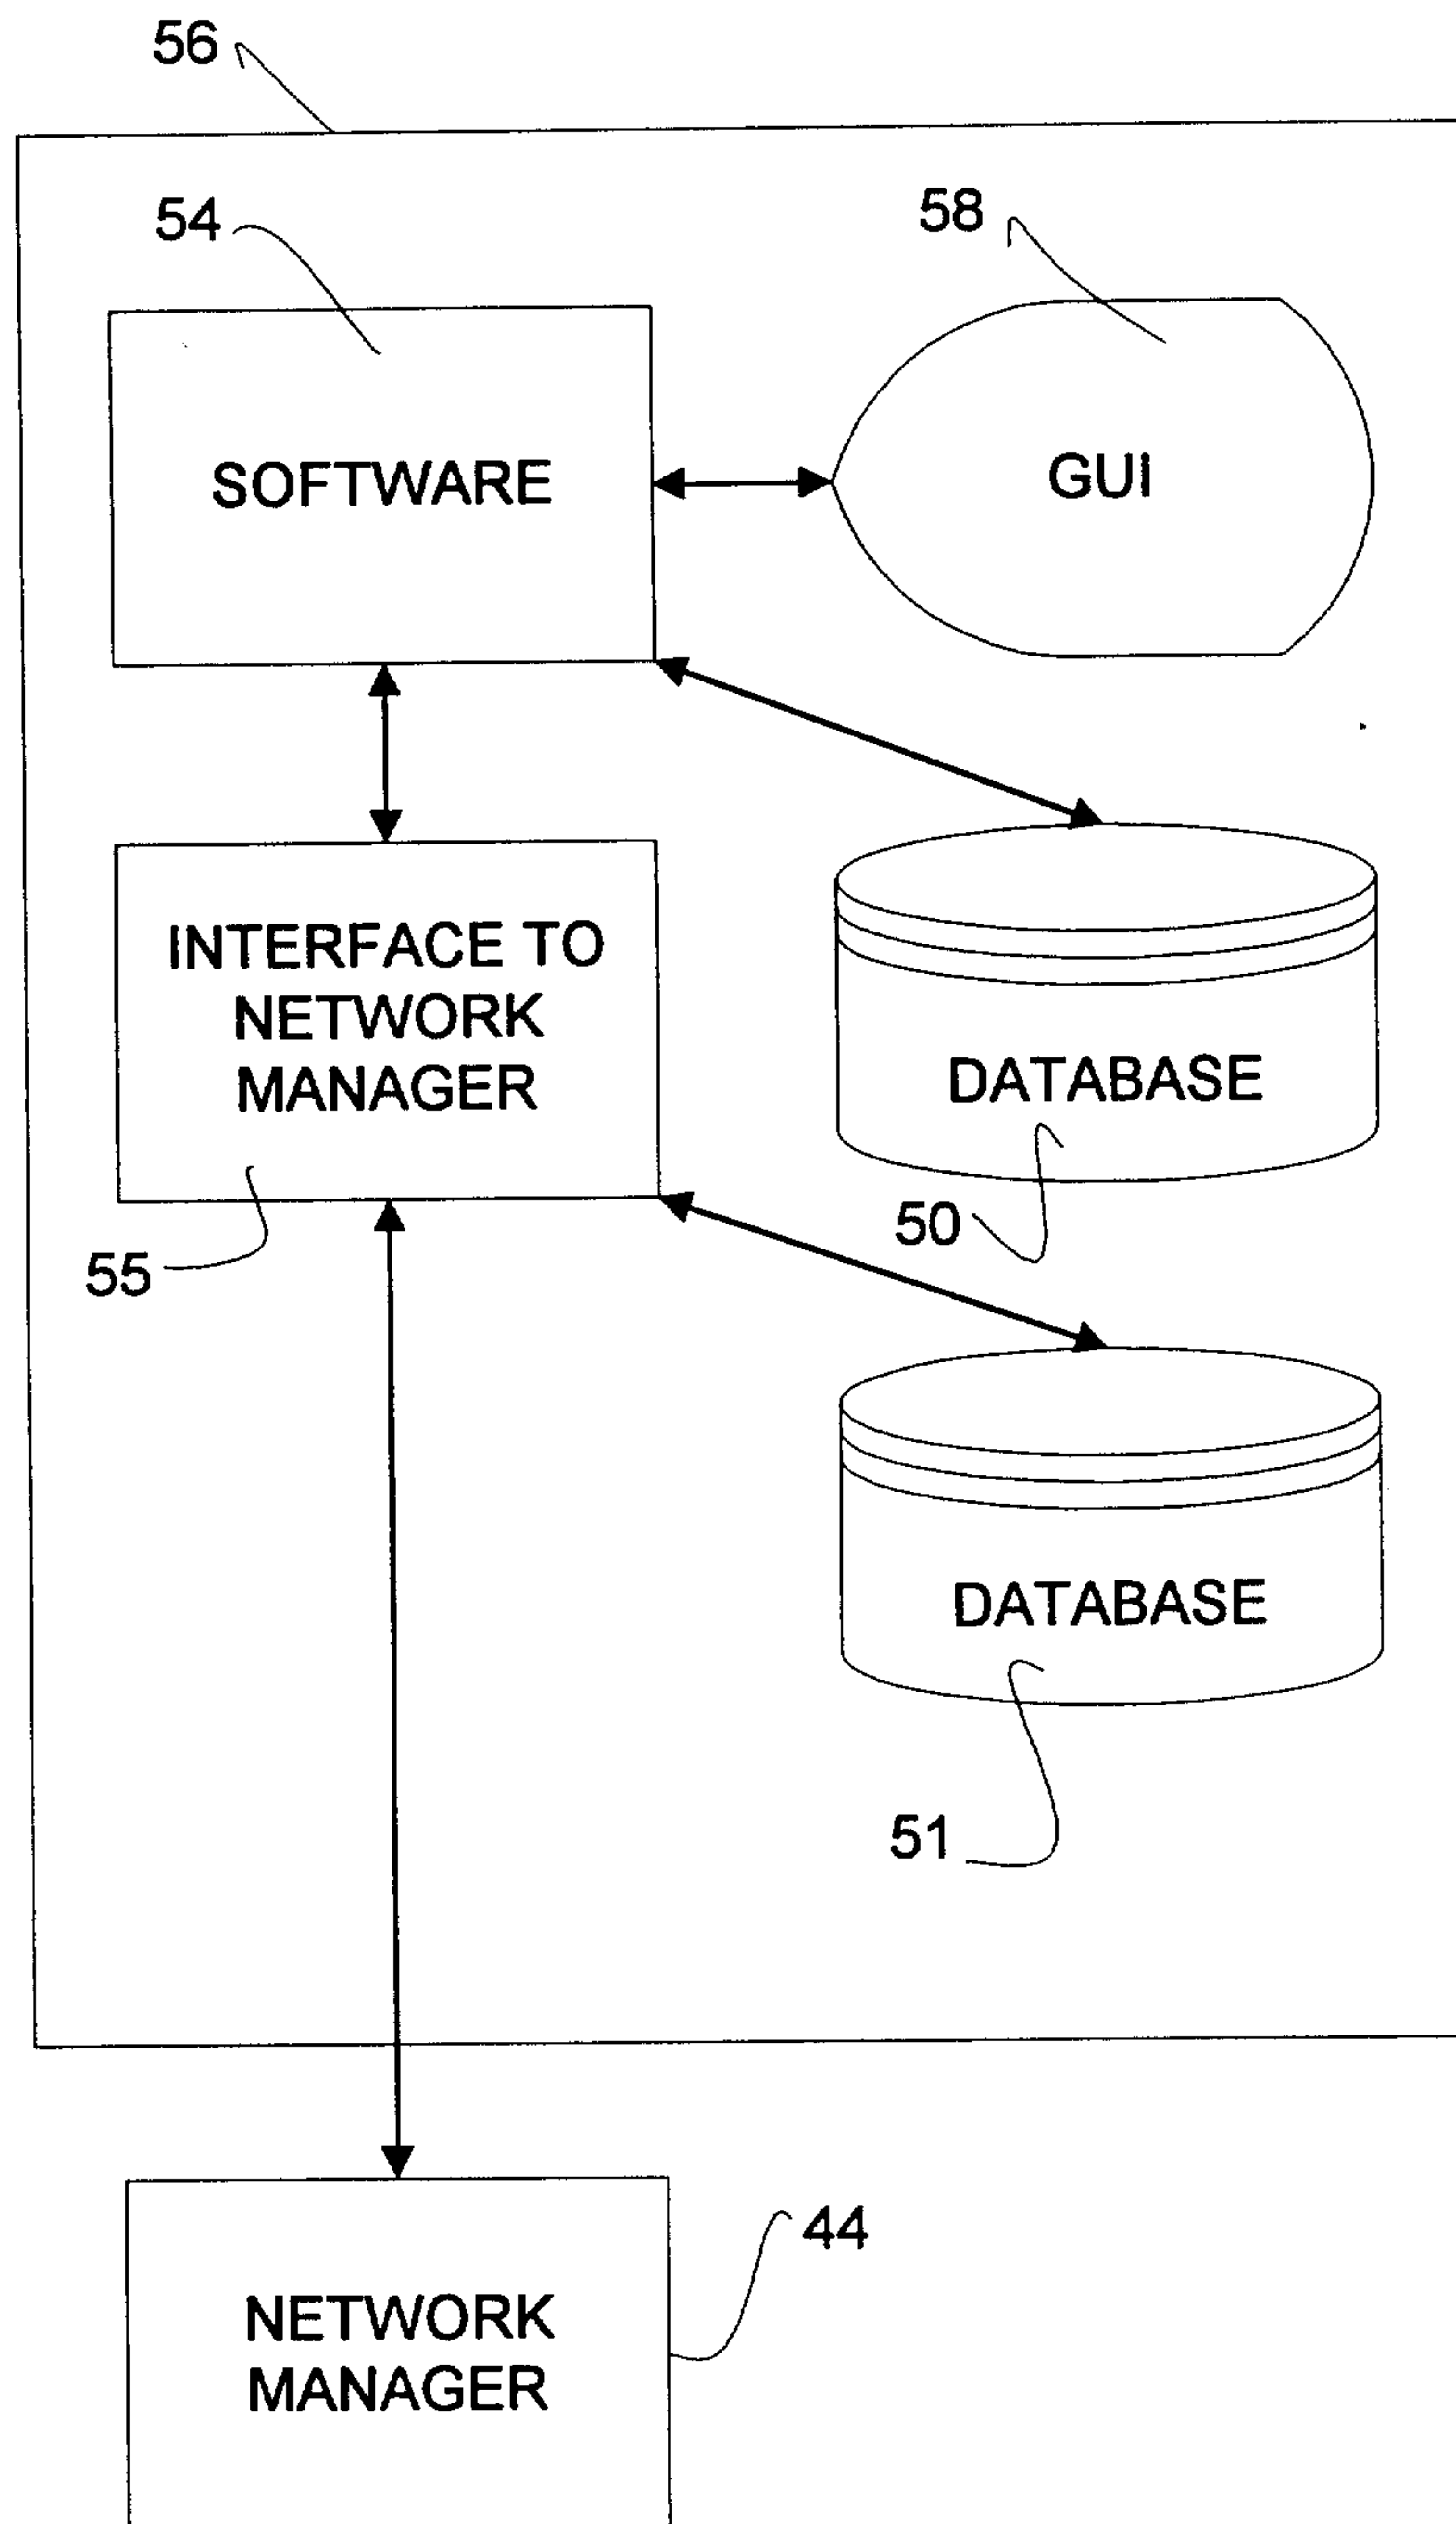 56
54
58
SOFTWARE
GUI
INTERFACE TO
NETWORK
MANAGER
DATABASE
50
55
DATABASE
51
44
NETWORK
MANAGER